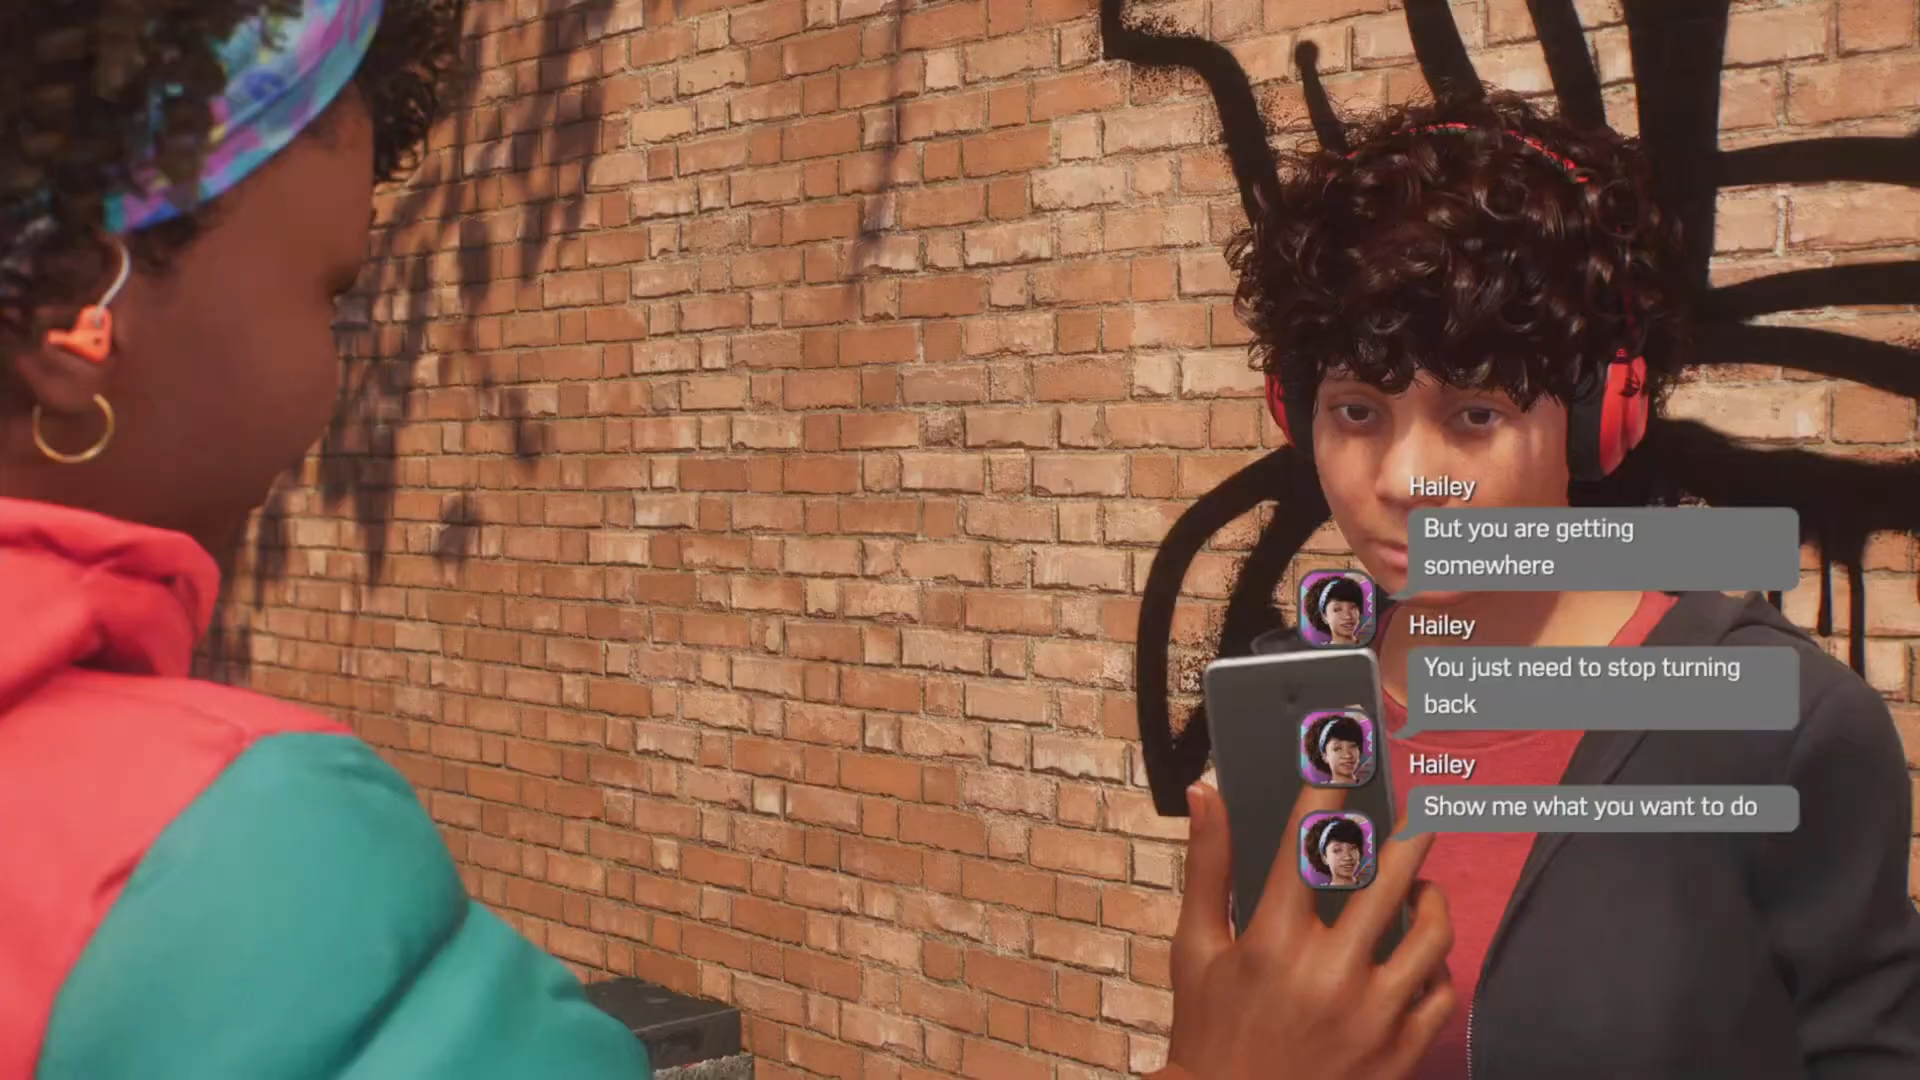 Hailey
But you are getting
somewhere
Hailey
You just need to stop turning
back
Hailey
Show me what you want to do